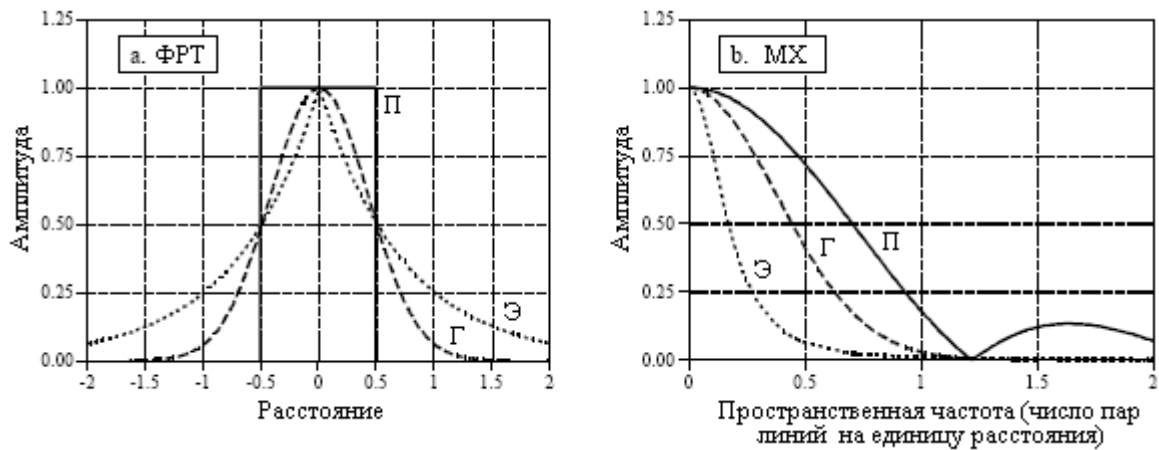 1.25
a. ФРТ
1.00
П
0.75
0.50
0.25
Э
Г
0.00
-2
-1.5
-1
-0.5
0
0.5
1
1.5
2
Амплитуда
Расстояние
1.25
b. МХ
1.00
0.75
0.50
Г
П
Э
0.25
0.00
0
0.5
1
1.5
2
Амплитуда
Пространственная частота (число пар
линий на единицу расстояния)